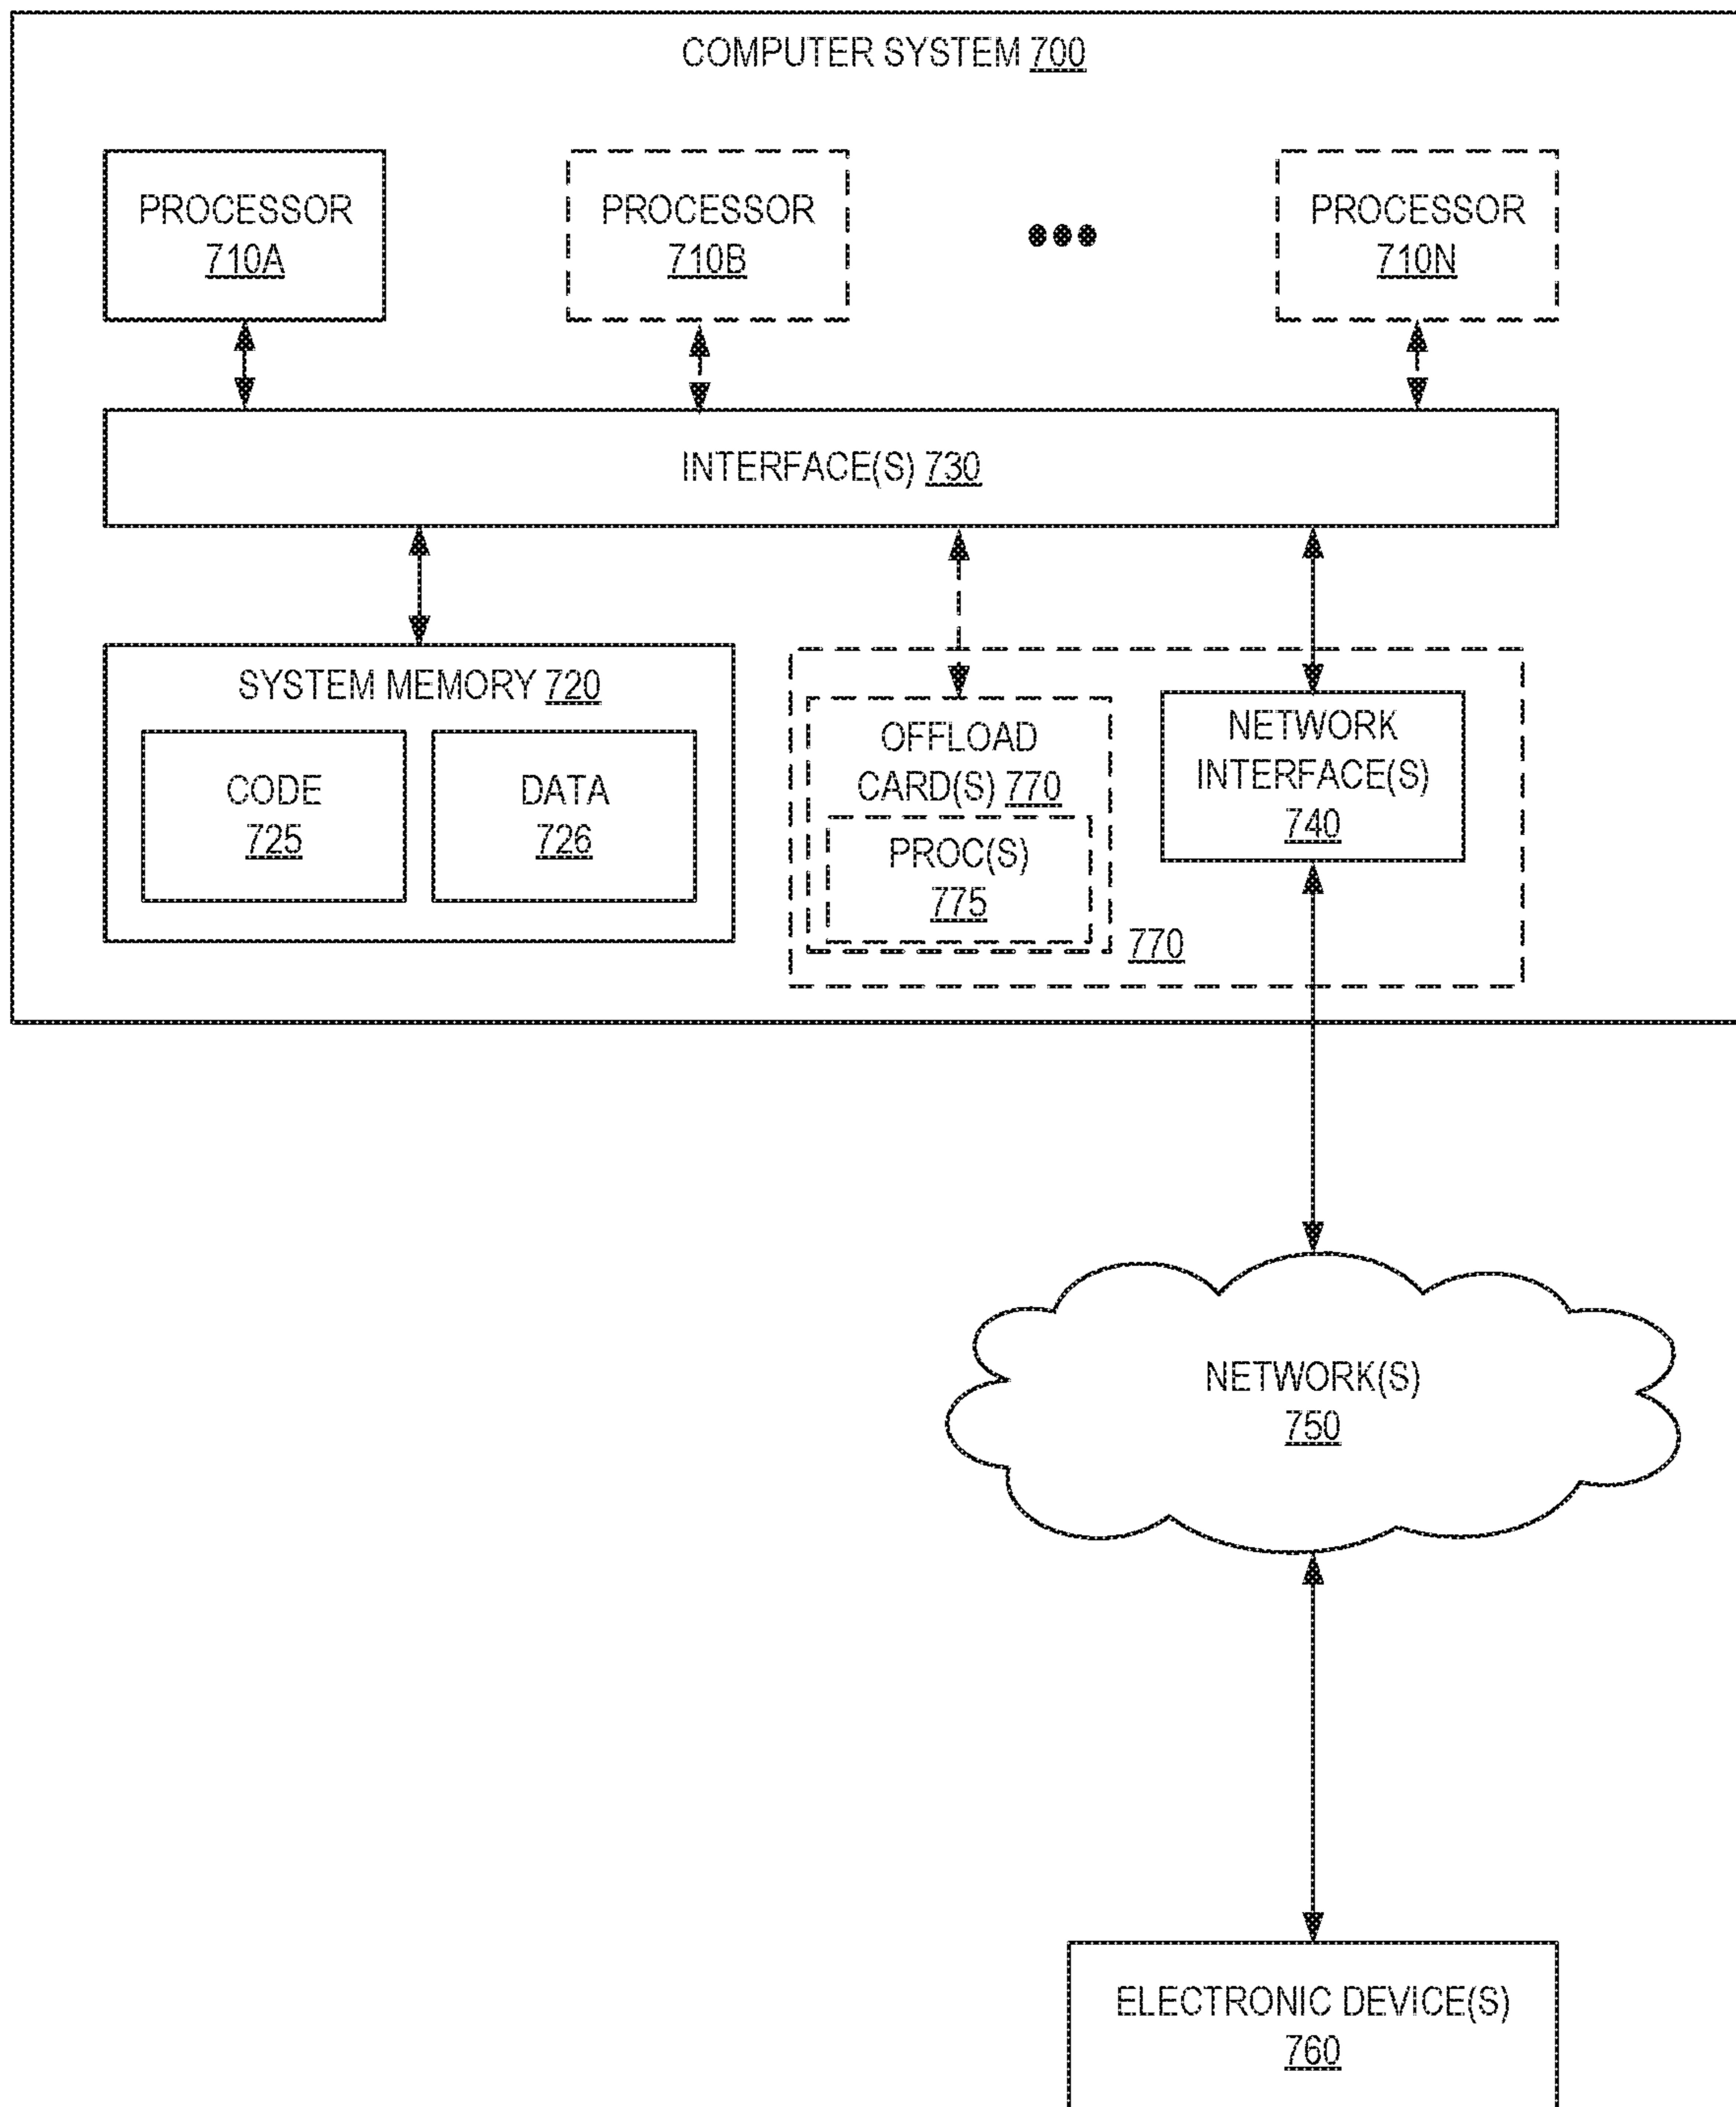 COMPUTER SYSTEM 700
PROCESSOR
710A
PROCESSOR
710B
PROCESSOR
710N
INTERFACE(S) 730
SYSTEM MEMORY 720
CODE
725
DATA
726
OFFLOAD
CARD(S) 770
PROC(S)
775
770
NETWORK
INTERFACE(S)
740
NETWORK(S)
750
ELECTRONIC DEVICE(S)
760